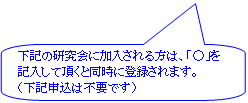 下記の研究会に加入される方は、「○」を
記入して頂くと同時に登録されます。
（下記申込は不要です）